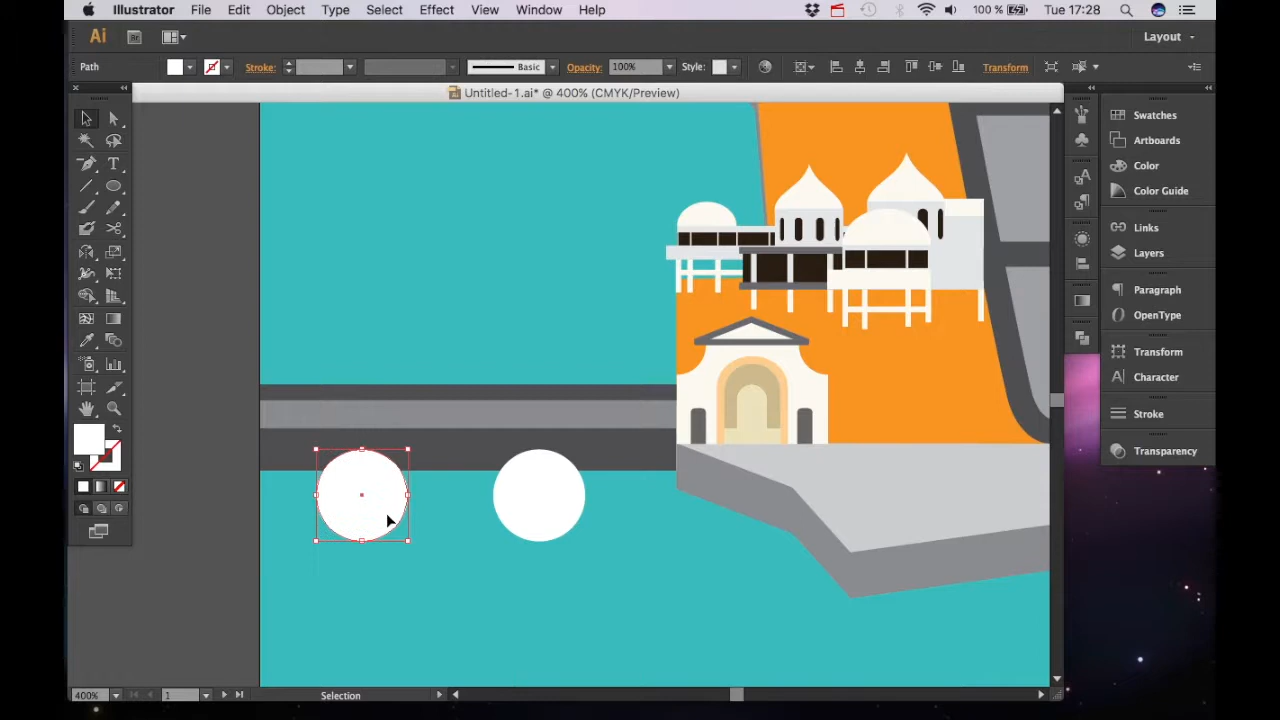 Illustrator File Edit Object Type Select Effect View Window Help 100 % Tue 17:28
Ai Br Layout
Path Stroke: Basic Opacity: 100% Style: Transform
Untitled-1.ai* @ 400% (CMYK/Preview)
Swatches
Artboards
Color
Color Guide
Links
Layers
Paragraph
OpenType
Transform
Character
Stroke
Transparency
400% 1 Selection